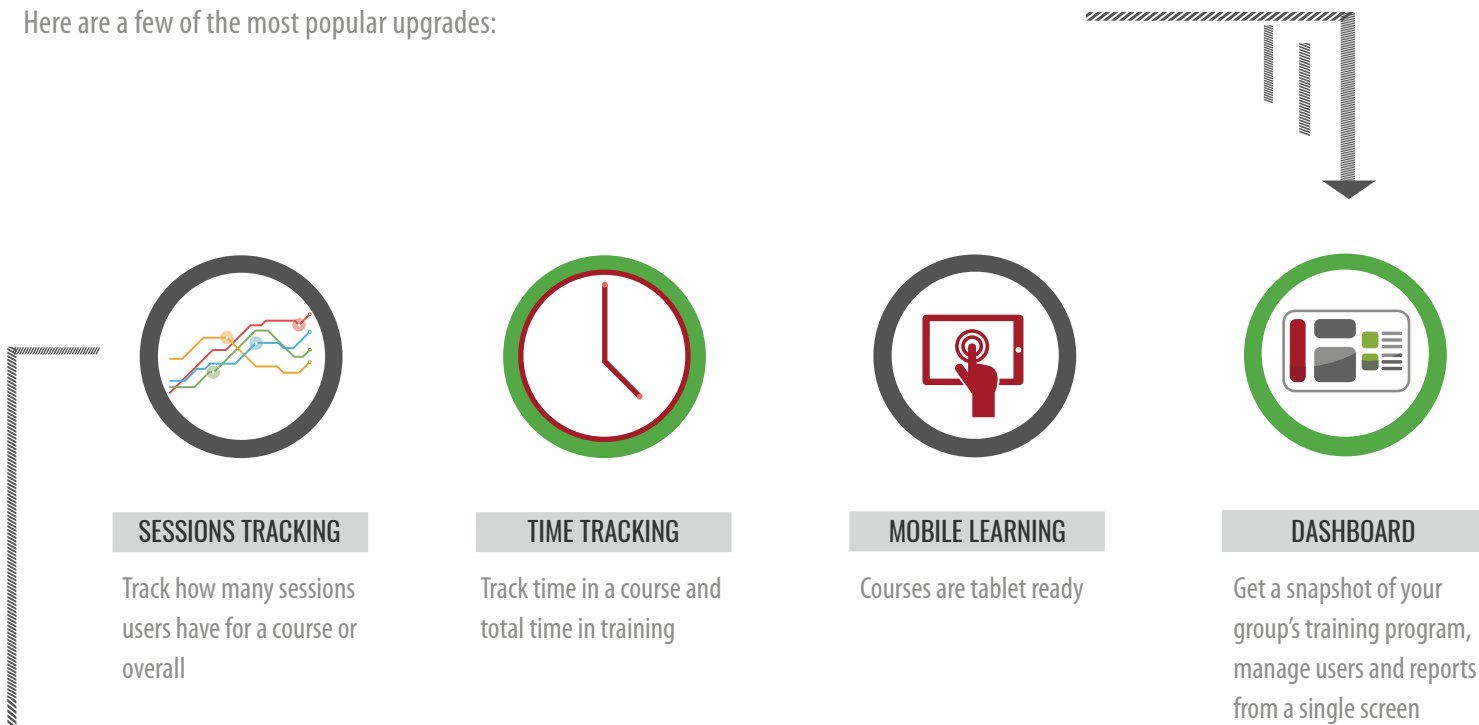 Here are a few of the most popular upgrades:
SESSIONS TRACKING
Track how many sessions
users have for a course or
overall
TIME TRACKING
Track time in a course and
total time in training
MOBILE LEARNING
Courses are tablet ready
DASHBOARD
Get a snapshot of your
group’s training program,
manage users and reports
from a single screen